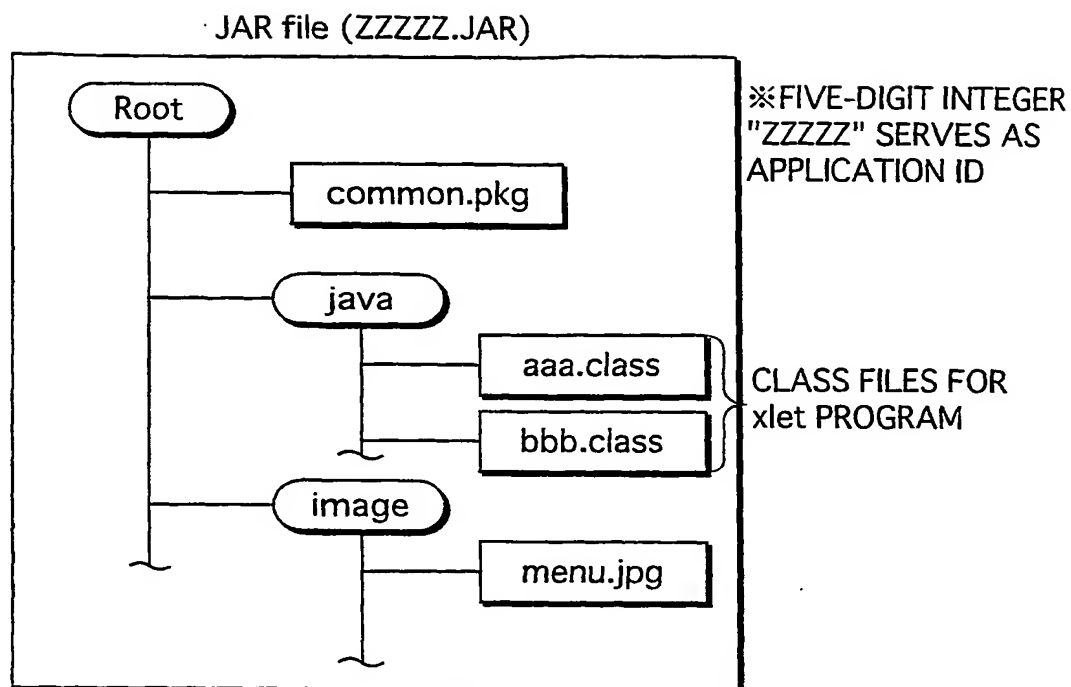 JAR file (ZZZZZ.JAR)
Root
※FIVE-DIGIT INTEGER
"ZZZZZ" SERVES AS
APPLICATION ID
common.pkg
java
aaa.class
CLASS FILES FOR
xlet PROGRAM
bbb.class
image
menu.jpg